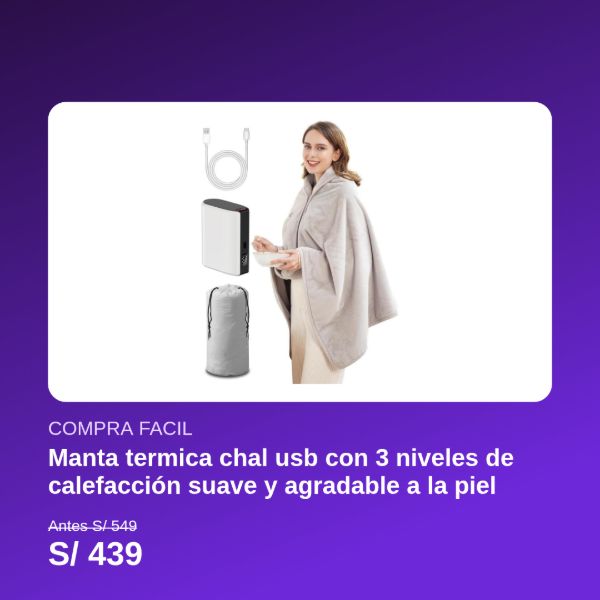 COMPRA FACIL
Manta termica chal usb con 3 niveles de
calefacción suave y agradable a la piel
Antes S/ 549
S/ 439